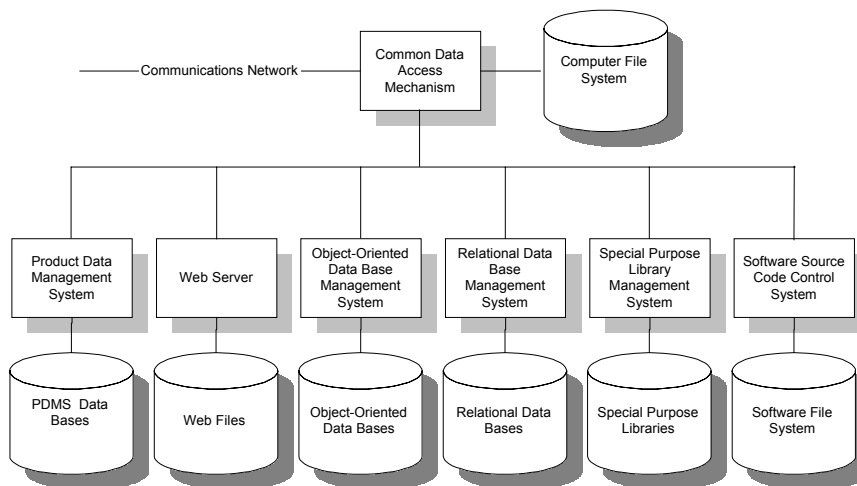 Communications Network
Common Data
Access
Mechanism
Computer File
System
Product Data
Management
System
Web Server
Object-Oriented
Data Base
Management
System
Relational Data
Base
Management
System
Special Purpose
Library
Management
System
Software Source
Code Control
System
PDMS Data
Bases
Web Files
Object-Oriented
Data Bases
Relational Data
Bases
Special Purpose
Libraries
Software File
System